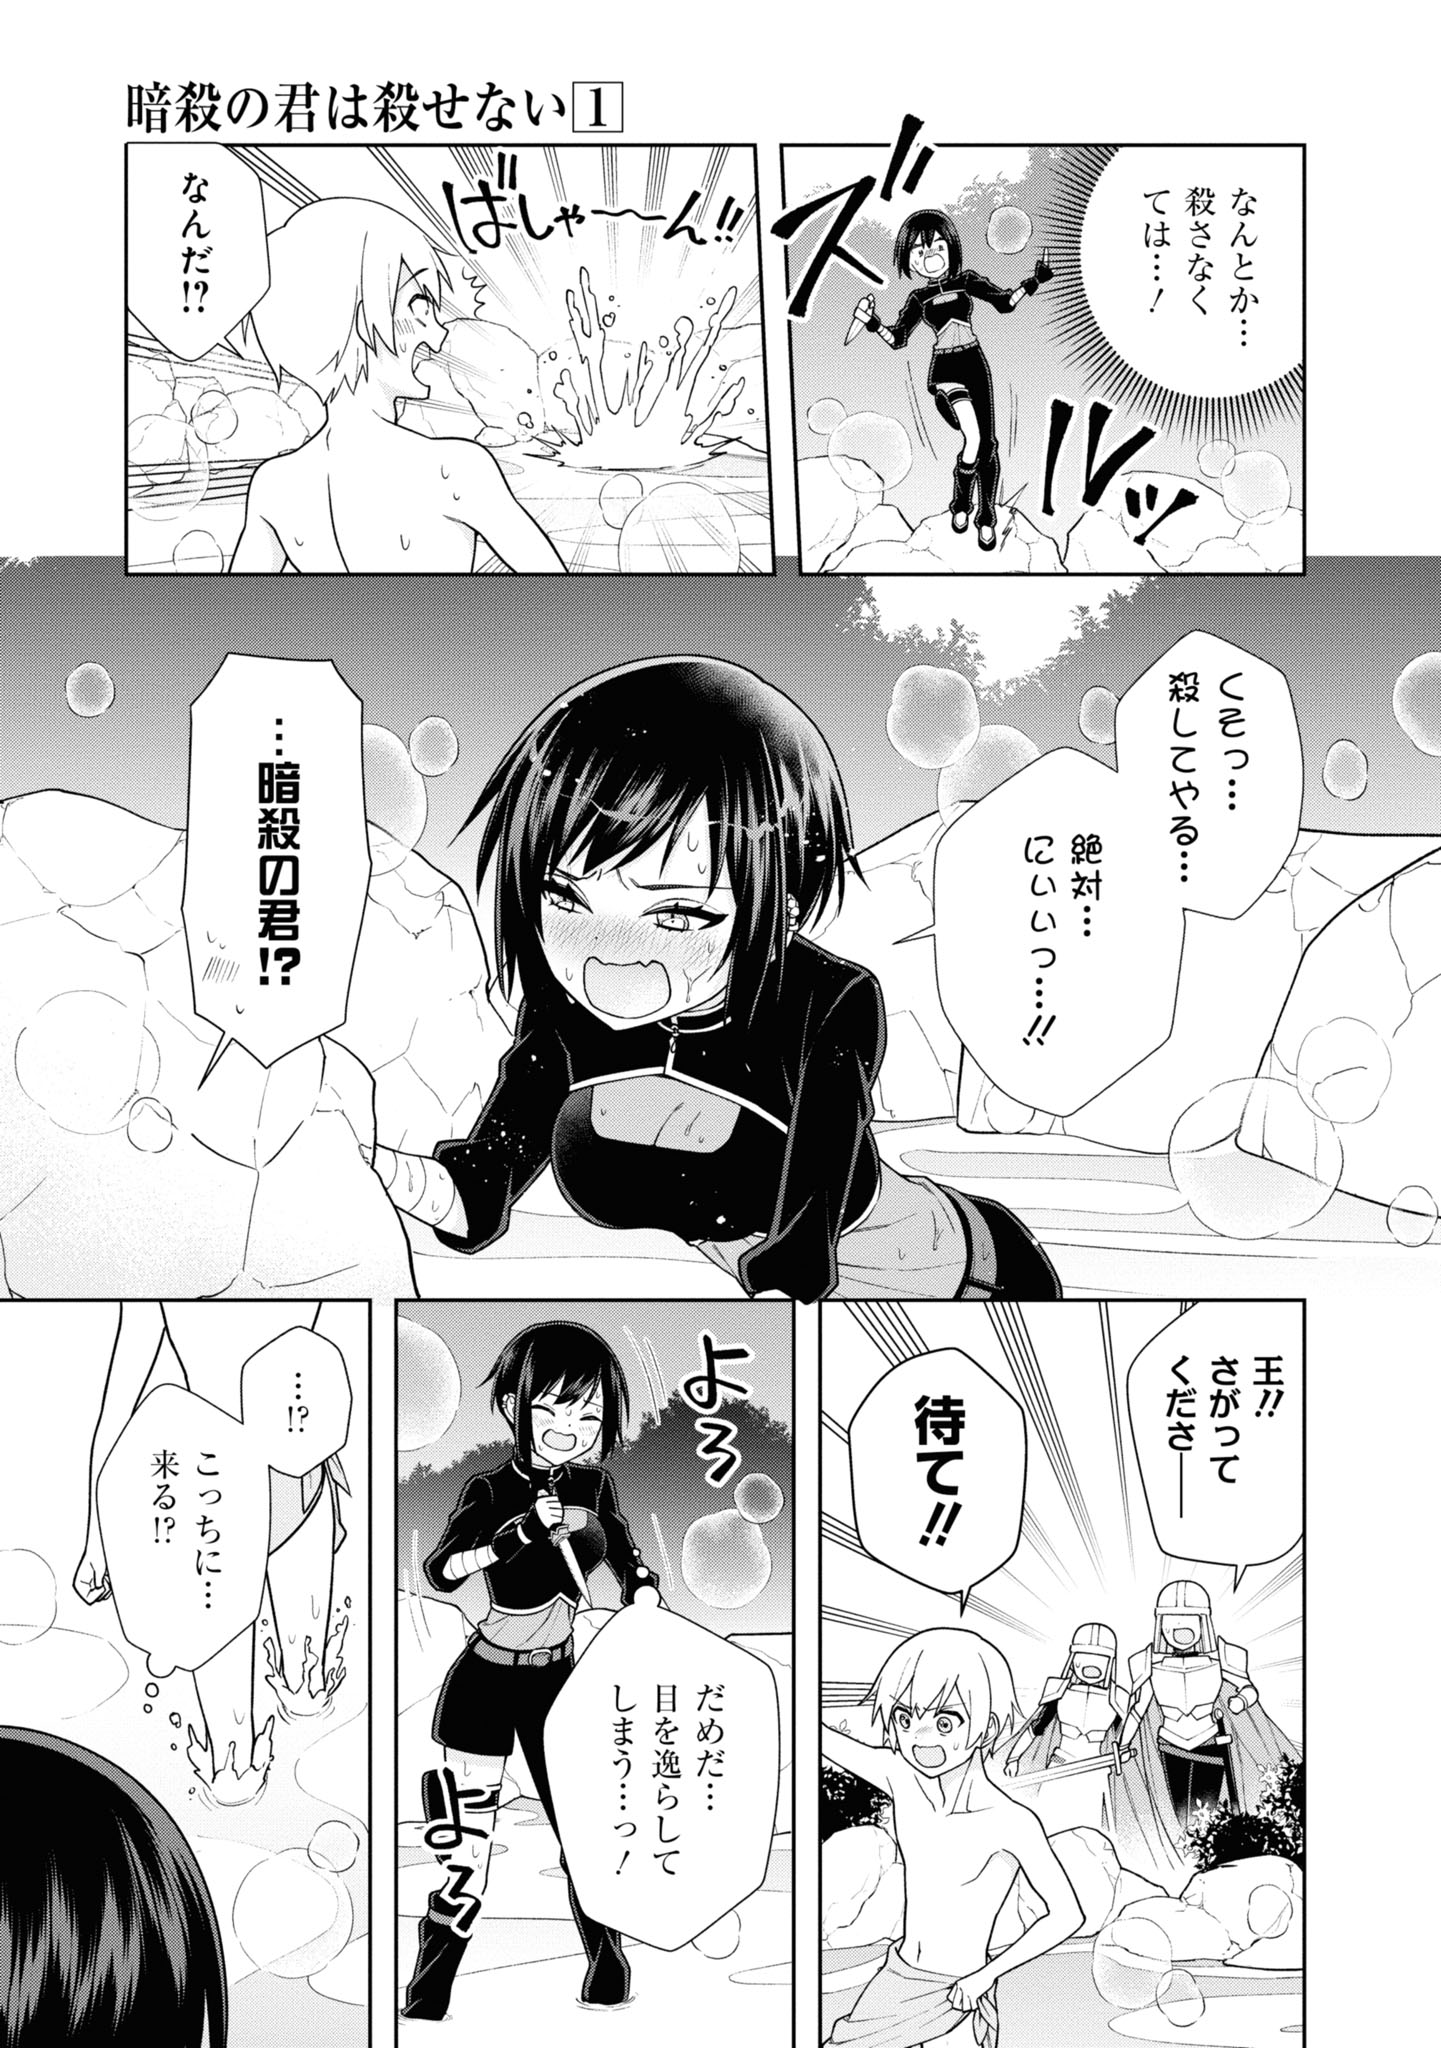 暗殺の君は殺せない1
なんとか…
殺さなく
ては…!
ズ
ルッ
ばしゃ〜〜ん!!
なんだ!?
くそっ…
殺してやる…
絶対…
にぃいっ…!!
…暗殺の君!?
王!!
さがって
くださ──
待て!!
よろ
よろ
だめだ…
目を逸らして
しまう…っ!
…!?
こっちに…
来る!?